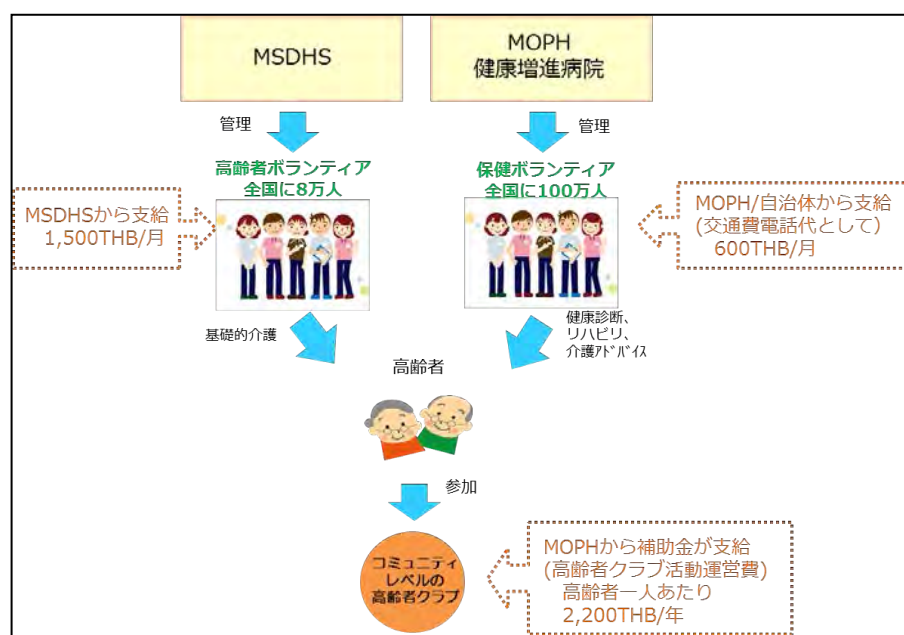 MSDHS
MOPH
健康増進病院
管理
管理
高齢者ボランティア
全国に8万人
保健ボランティア
全国に100万人
MSDHSから支給
1,500THB/月
MOPH/自治体から支給
(交通費電話代として)
600THB/月
基礎的介護
健康診断、
リハビリ、
介護ｱﾄﾞﾊﾞｲｽ
高齢者
参加
コミュニティ
レベルの
高齢者クラブ
MOPHから補助金が支給
(高齢者クラブ活動運営費)
高齢者一人あたり
2,200THB/年